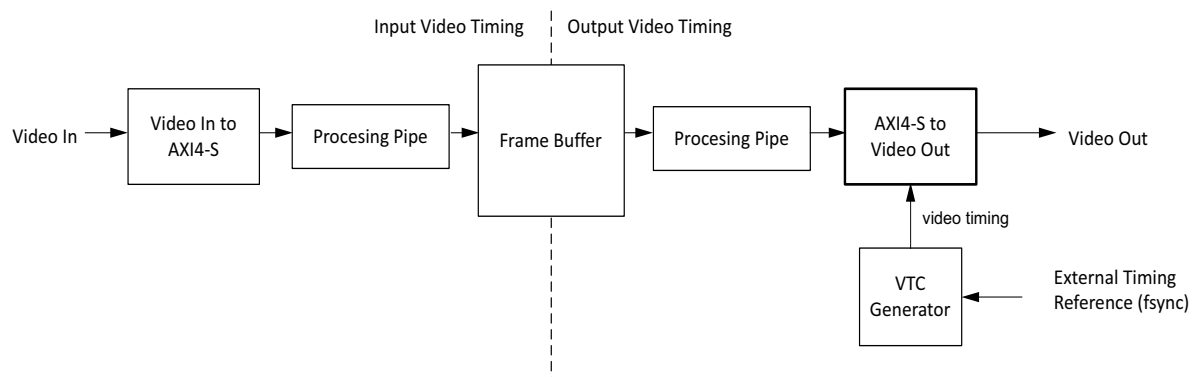 Input Video Timing
Output Video Timing
Video In
Video In to
AXI4-S
Procesing Pipe
Frame Buffer
Procesing Pipe
AXI4-S to
Video Out
Video Out
video timing
VTC
Generator
External Timing
Reference (fsync)